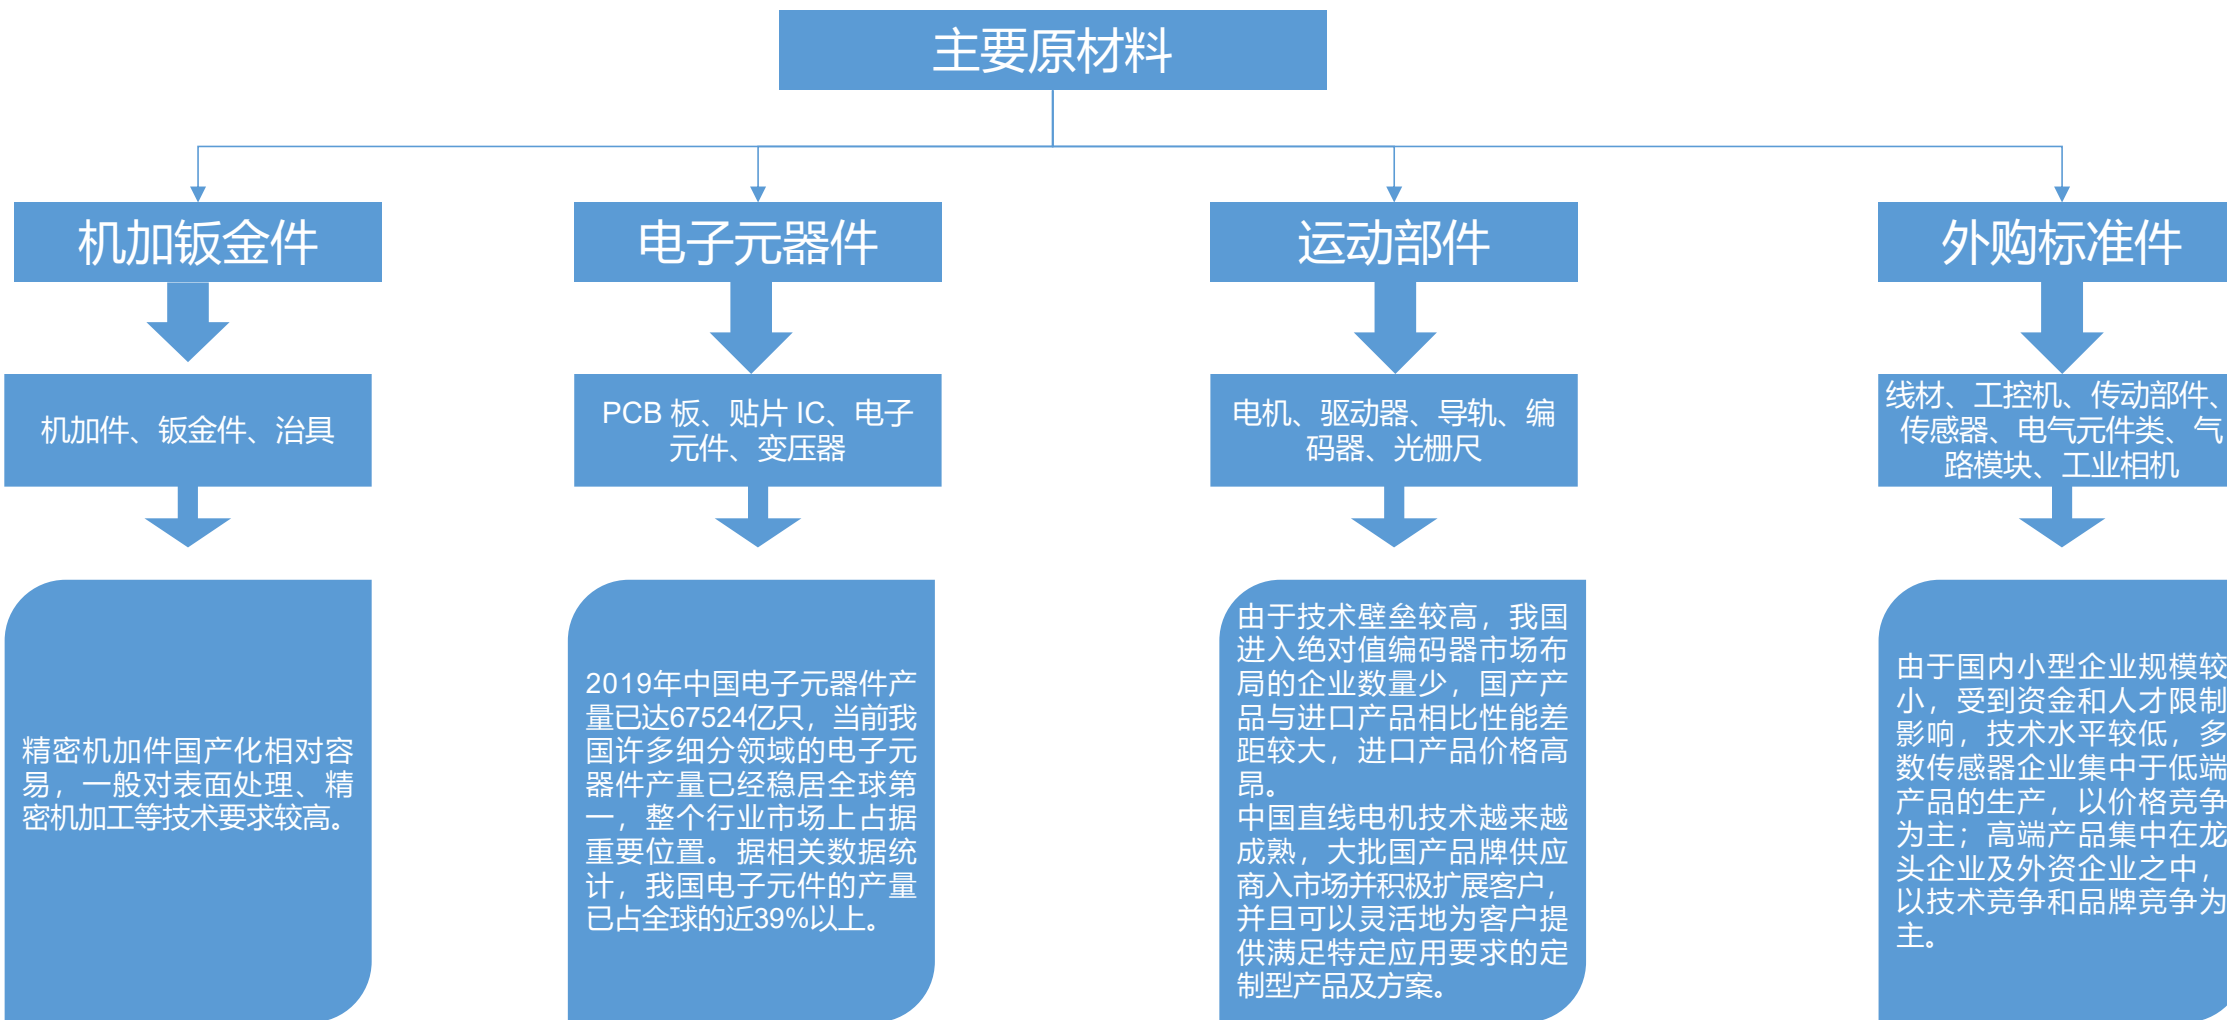 主要原材料
机加钣金件
电子元器件
运动部件
外购标准件
机加件、钣金件、治具
PCB 板、贴片 IC、电子
元件、变压器
电机、驱动器、导轨、编
码器、光栅尺
线材、工控机、传动部件、
传感器、电气元件类、气
路模块、工业相机
精密机加件国产化相对容
易，一般对表面处理、精
密机加工等技术要求较高。
2019年中国电子元器件产
量已达67524亿只，当前我
国许多细分领域的电子元
器件产量已经稳居全球第
一，整个行业市场上占据
重要位置。据相关数据统
计，我国电子元件的产量
已占全球的近39%以上。
由于技术壁垒较高，我国
进入绝对值编码器市场布
局的企业数量少，国产产
品与进口产品相比性能差
距较大，进口产品价格高
昂。
中国直线电机技术越来越
成熟，大批国产品牌供应
商入市场并积极扩展客户，
并且可以灵活地为客户提
供满足特定应用要求的定
制型产品及方案。
由于国内小型企业规模较
小，受到资金和人才限制
影响，技术水平较低，多
数传感器企业集中于低端
产品的生产，以价格竞争
为主；高端产品集中在龙
头企业及外资企业之中，
以技术竞争和品牌竞争为
主。